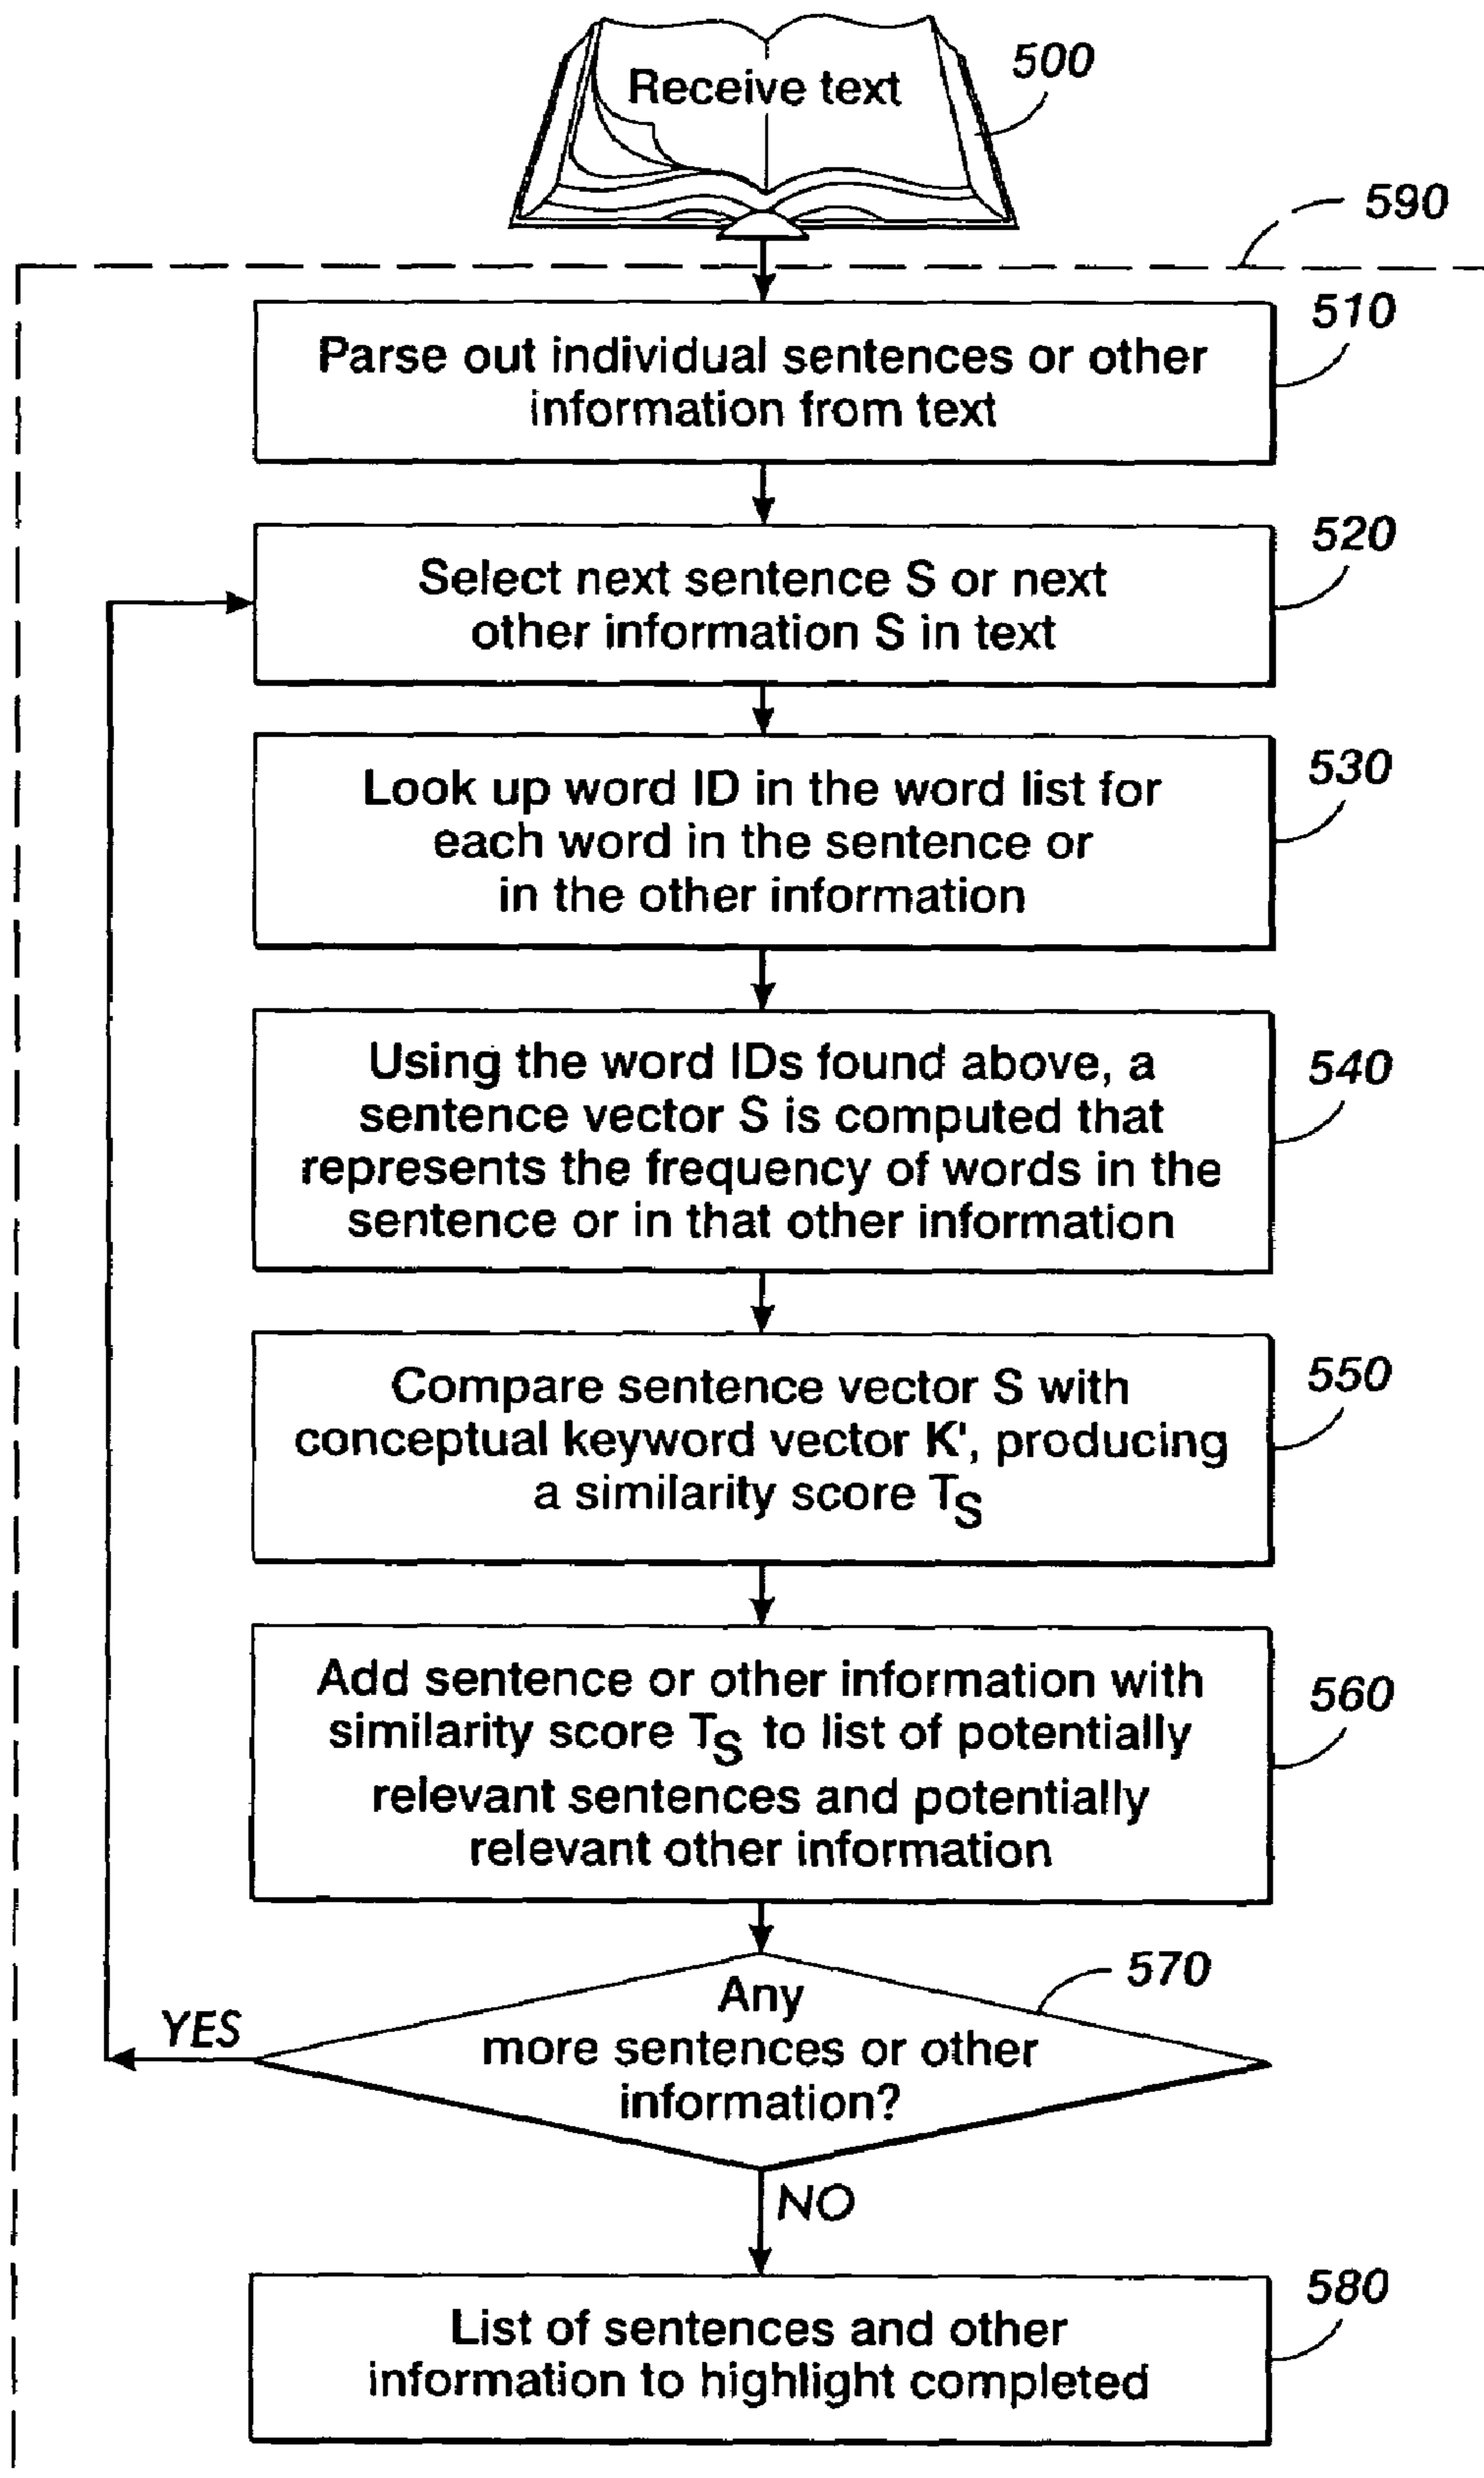 Receive text
500
590
510
Parse out individual sentences or other
information from text
520
Select next sentence S or next
other information S in text
530
Look up word ID in the word list for
each word in the sentence or
in the other information
540
Using the word IDs found above, a
sentence vector S is computed that
represents the frequency of words in the
sentence or in that other information
550
Compare sentence vector S with
conceptual keyword vector K', producing
a similarity score TS
560
Add sentence or other information with
similarity score TS to list of potentially
relevant sentences and potentially
relevant other information
570
Any
more sentences or other
information?
YES
NO
580
List of sentences and other
information to highlight completed